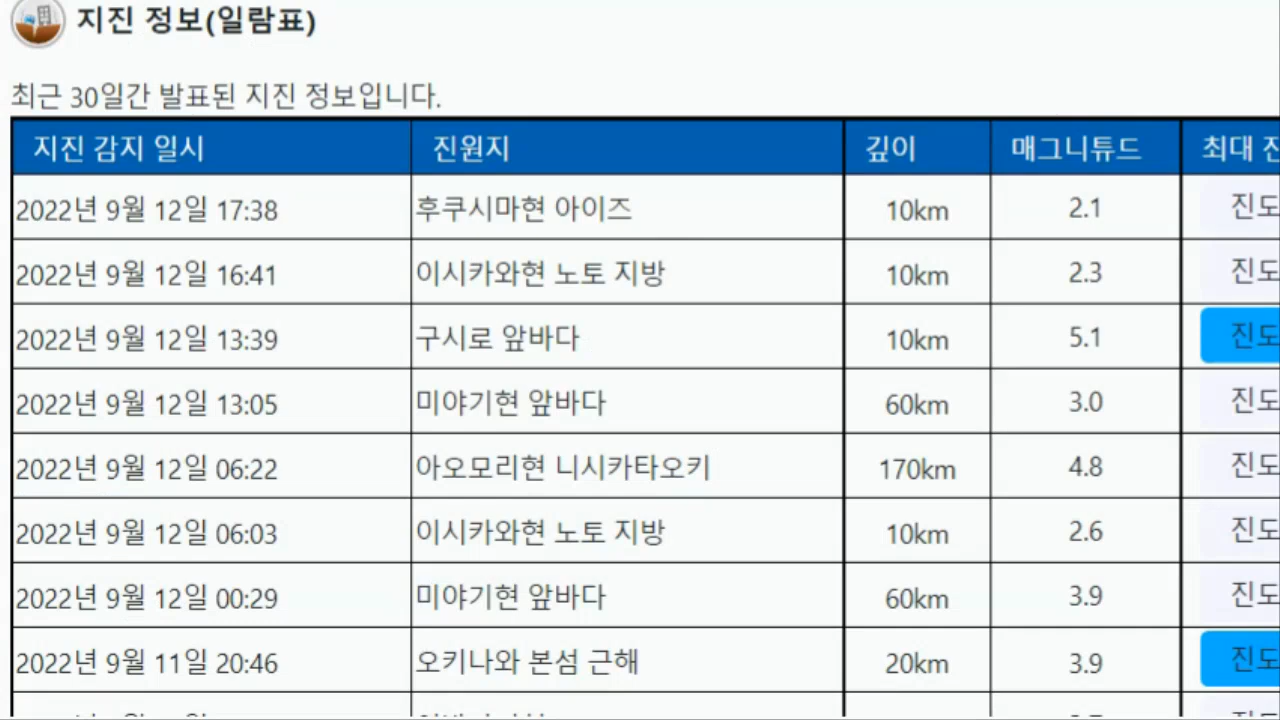 지진 정보(일람표)
최근 30일간 발표된 지진 정보입니다.
지진 감지 일시 진원지 깊이 매그니튜드 최대
2022년 9월 12일 17:38 후쿠시마현 아이즈 10km 2.1 진도
2022년 9월 12일 16:41 이시카와현 노토 지방 10km 2.3 진도
2022년 9월 12일 13:39 구시로 앞바다 10km 5.1 진도
2022년 9월 12일 13:05 미야기현 앞바다 60km 3.0 진도
2022년 9월 12일 06:22 아오모리현 니시카타오키 170km 4.8 진도
2022년 9월 12일 06:03 이시카와현 노토 지방 10km 2.6 진도
2022년 9월 12일 00:29 미야기현 앞바다 60km 3.9 진도
2022년 9월 11일 20:46 오키나와 본섬 근해 20km 3.9 진도